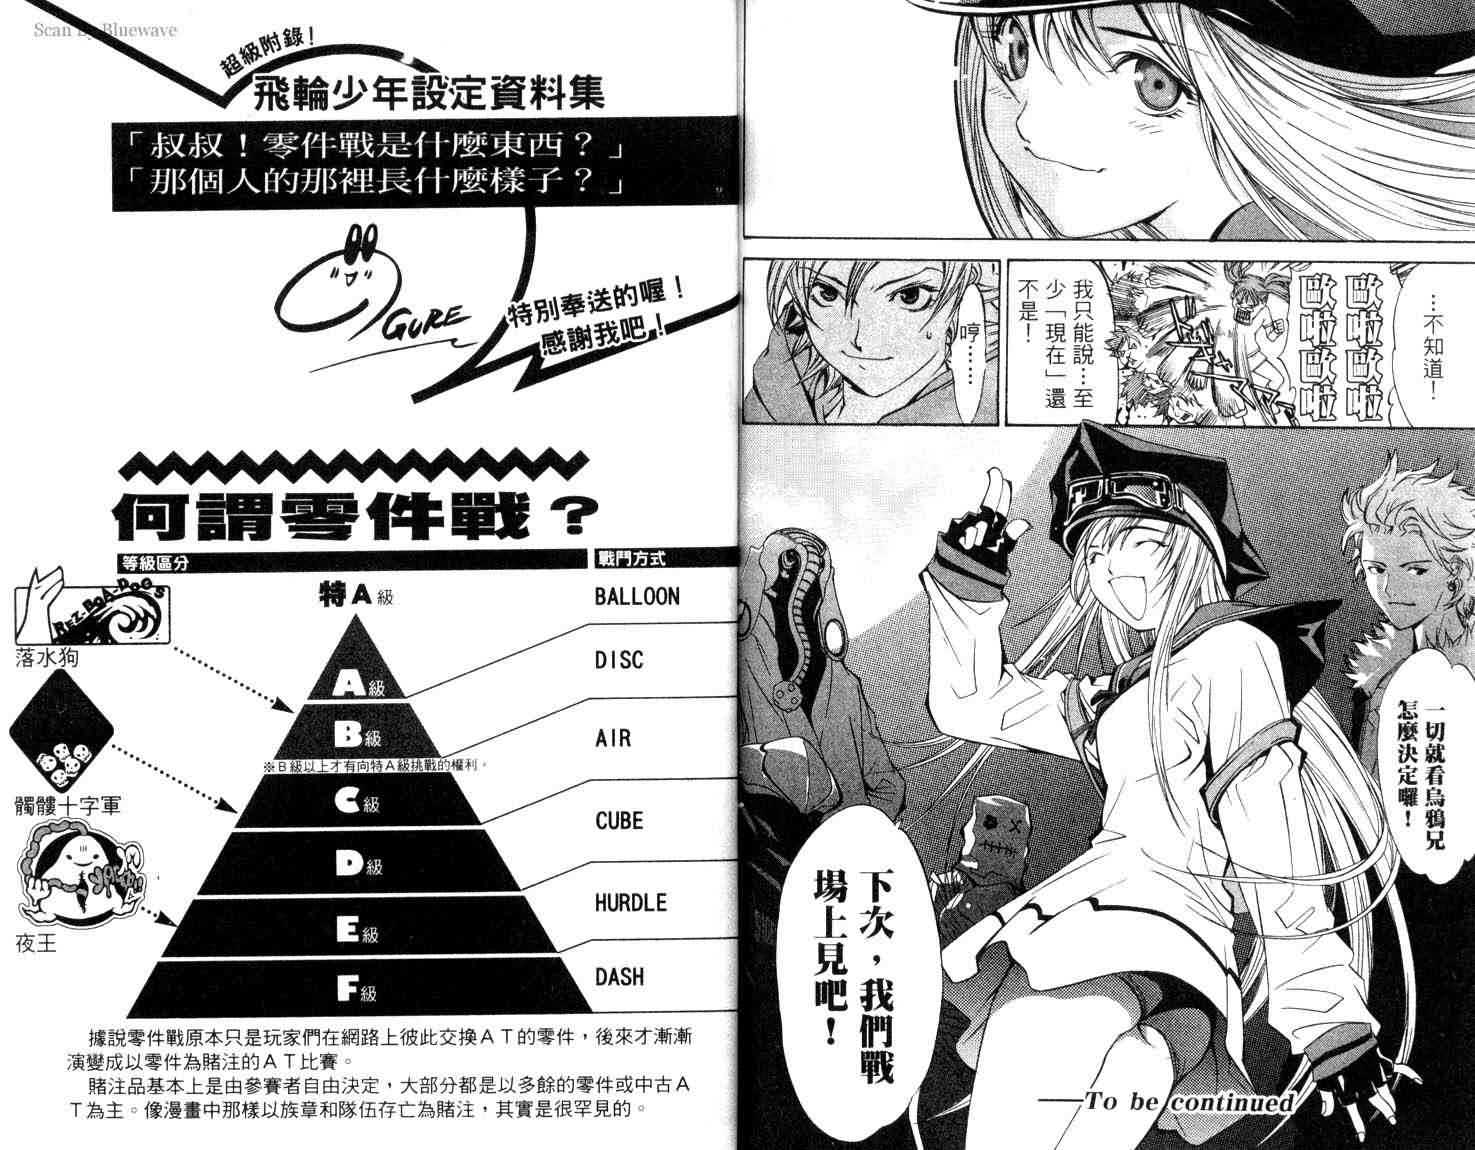 Scan by Bluewave
…不知道！
歐啦歐啦
歐啦歐啦
我只能說…至
少「現在」還
不是！
哼……
一切就看烏鴉兄
怎麼決定囉！
下次，我們戰
場上見吧！
To be continued
超級附錄！
飛輪少年設定資料集
「叔叔！零件戰是什麼東西？」
「那個人的那裡長什麼樣子？」
GURE
特別奉送的喔！
感謝我吧！
何謂零件戰？
等級區分
戰鬥方式
特A級
BALLOON
REZ-BOA-DOGS
落水狗
A級
DISC
B級
※B級以上才有向特A級挑戰的權利。
AIR
髑髏十字軍
C級
CUBE
D級
夜王
E級
HURDLE
F級
DASH
據說零件戰原本只是玩家們在網路上彼此交換AT的零件，後來才漸漸
演變成以零件為賭注的AT比賽。
賭注品基本上是由參賽者自由決定，大部分都是以多餘的零件或中古A
T為主。像漫畫中那樣以族章和隊伍存亡為賭注，其實是很罕見的。